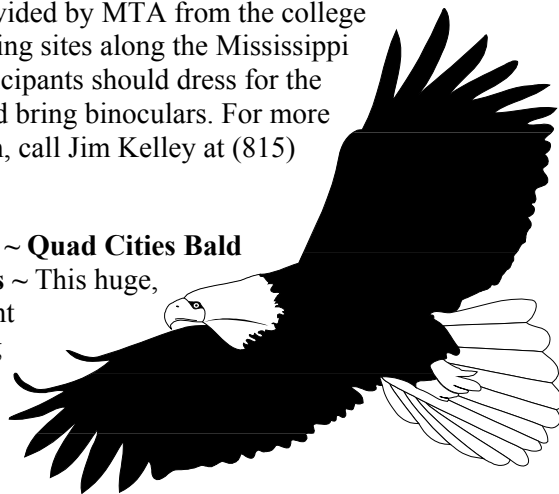 vided by MTA from the college
ing sites along the Mississippi
cipants should dress for the
d bring binoculars. For more
n, call Jim Kelley at (815)
~ Quad Cities Bald
s ~ This huge,
nt